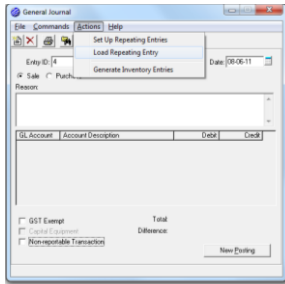 General Journal
File Commands Actions Help
Set Up Repeating Entries
Load Repeating Entry
Generate Inventory Entries
Entry ID: 4
Date: 08-06-11
Sale
Reason:
GL Account Account Description Debit Credit
GST Exempt
Total:
Capital Equipment
Difference:
Non-reportable Transaction
New Posting